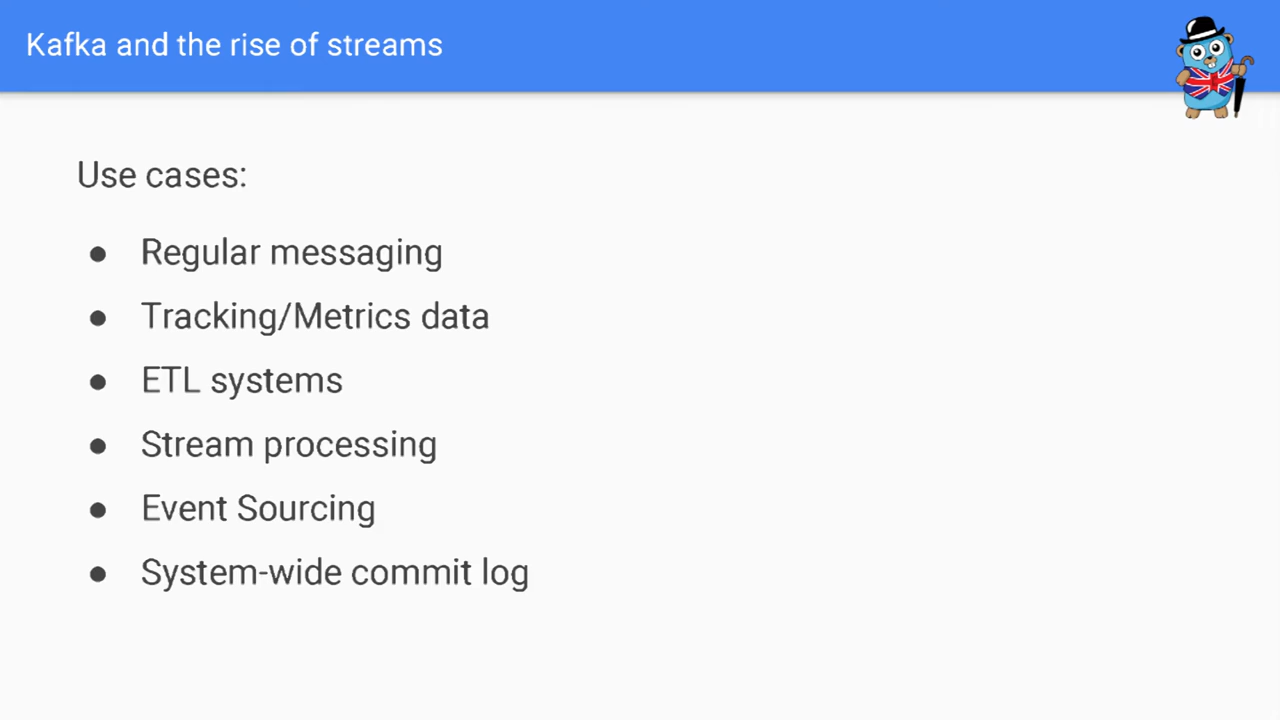 Kafka and the rise of streams
Use cases:
● Regular messaging
● Tracking/Metrics data
● ETL systems
● Stream processing
● Event Sourcing
● System-wide commit log